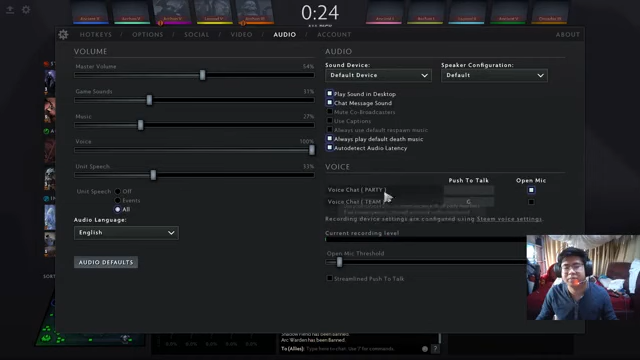 0:24
HOTKEYS OPTIONS SOCIAL VIDEO AUDIO ACCOUNT ABOUT
VOLUME
Master Volume 54%
Game Sounds 31%
Music 27%
Voice 100%
Unit Speech 33%
Unit Speech Off
Events
All
Audio Language:
English
AUDIO DEFAULTS
AUDIO
Sound Device: Speaker Configuration:
Default Device Default
Play Sound in Desktop
Chat Message Sound
Mute Co-Broadcasters
Use Captions
Always use default respawn music
Always play default death music
Autodetect Audio Latency
VOICE
Push To Talk Open Mic
Voice Chat ( PARTY )
Voice Chat ( TEAM )
Recording device settings are configured using Steam voice settings.
Current recording level
Open Mic Threshold
Streamlined Push To Talk
Shadow Fiend has been Banned.
Arc Warden has been Banned.
To (Allies):